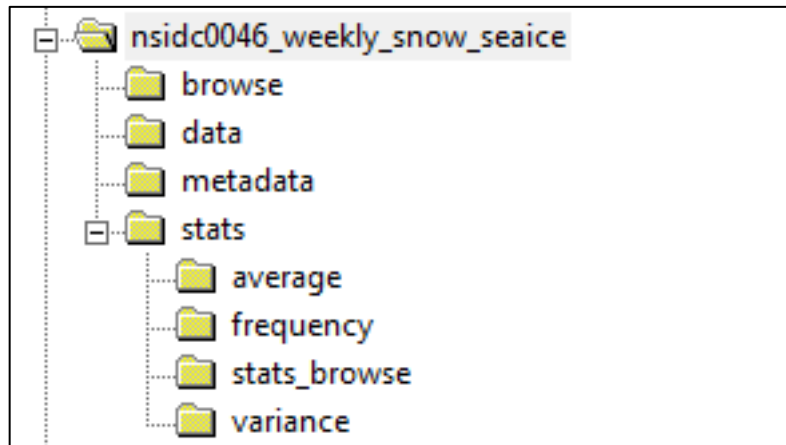 nsidc0046_weekly_snow_seaice
browse
data
metadata
stats
average
frequency
stats_browse
variance